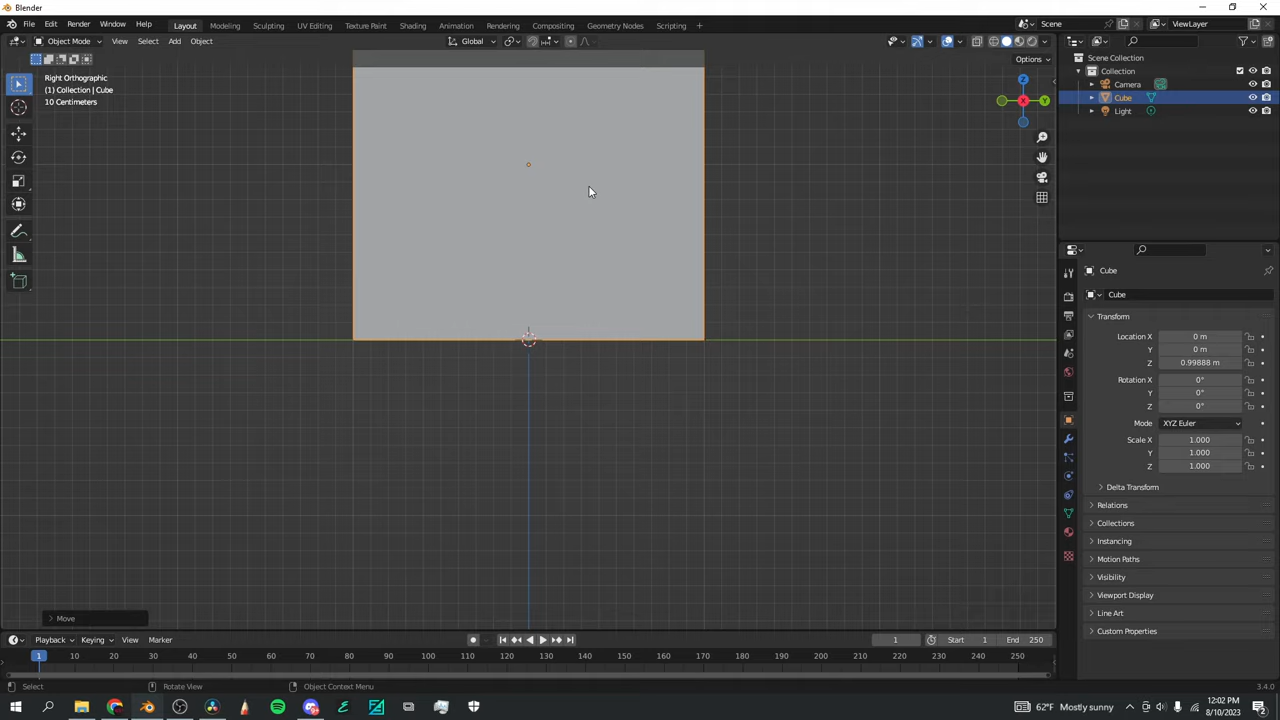 Blender
File Edit Render Window Help Layout Modeling Sculpting UV Editing Texture Paint Shading Animation Rendering Compositing Geometry Nodes Scripting + Scene ViewLayer
Object Mode View Select Add Object Global
Options
Right Orthographic
(1) Collection | Cube
10 Centimeters
Z
X
Y
Scene Collection
Collection
Camera
Cube
Light
Cube
Cube
Transform
Location X 0 m
Y 0 m
Z 0.99888 m
Rotation X 0°
Y 0°
Z 0°
Mode XYZ Euler
Scale X 1.000
Y 1.000
Z 1.000
Delta Transform
Relations
Collections
Instancing
Motion Paths
Visibility
Viewport Display
Line Art
Custom Properties
Move
Playback Keying View Marker 1 Start 1 End 250
1 10 20 30 40 50 60 70 80 90 100 110 120 130 140 150 160 170 180 190 200 210 220 230 240 250
Select Rotate View Object Context Menu 3.4.0
62°F Mostly sunny 12:02 PM
8/10/2023 2